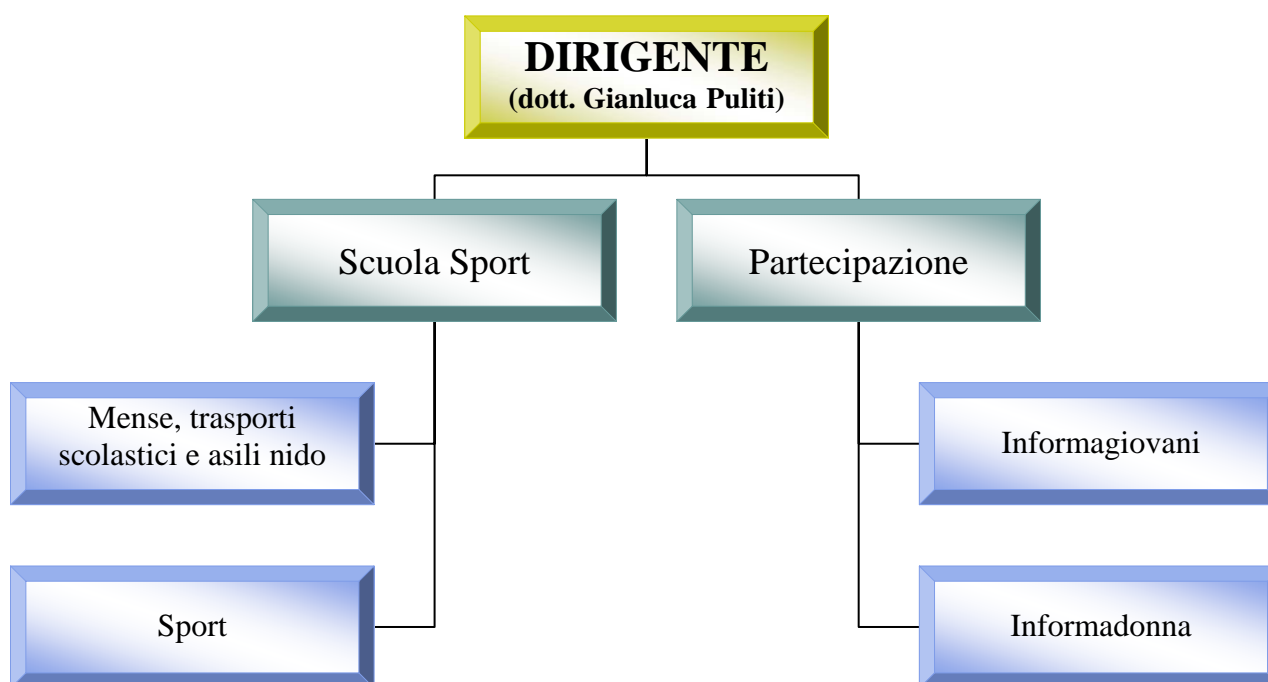 DIRIGENTE
(dott. Gianluca Puliti)
Scuola Sport
Partecipazione
Mense, trasporti
scolastici e asili nido
Informagiovani
Sport
Informadonna